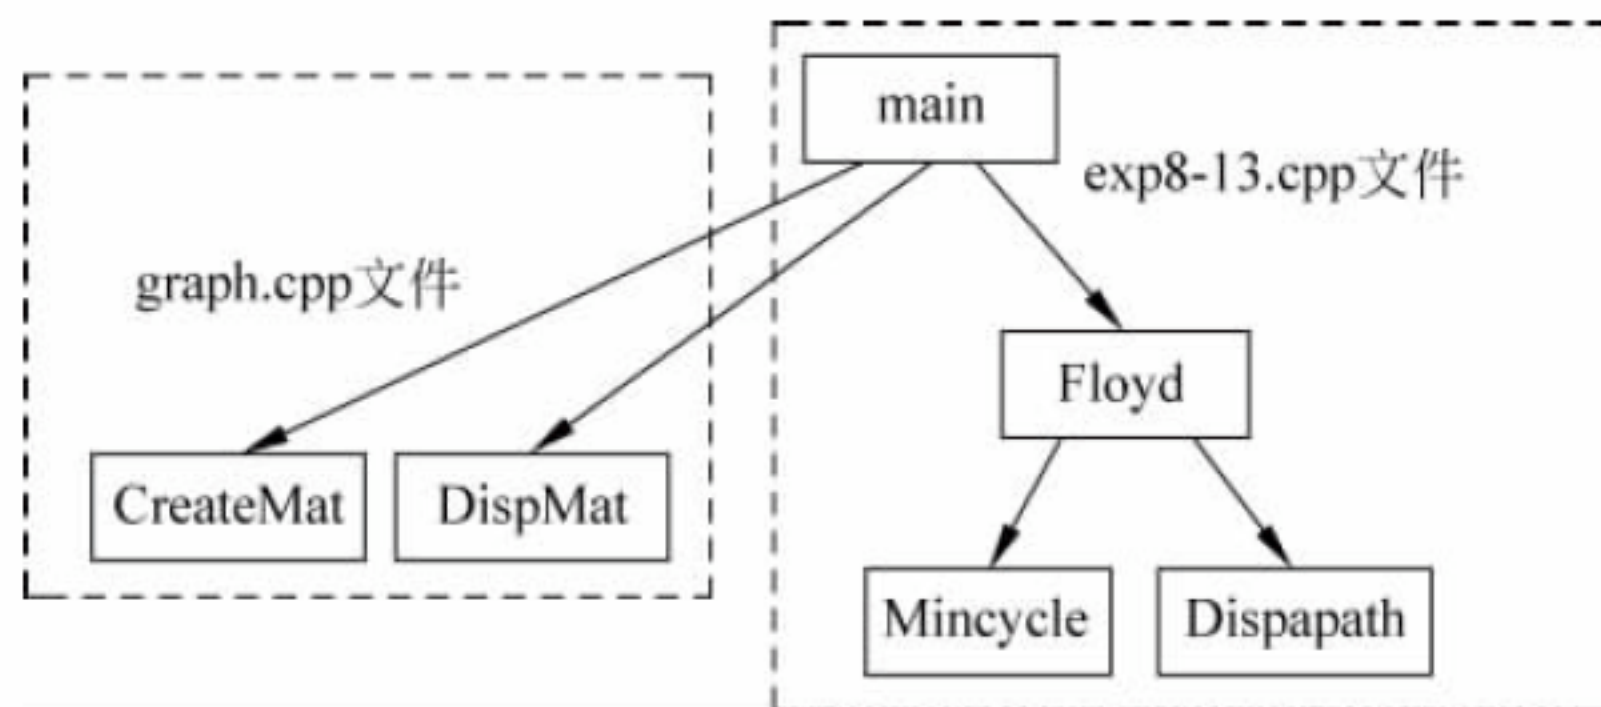 main
exp8-13.cpp文件
graph.cpp文件
Floyd
CreateMat
DispMat
Mincycle
Dispapath